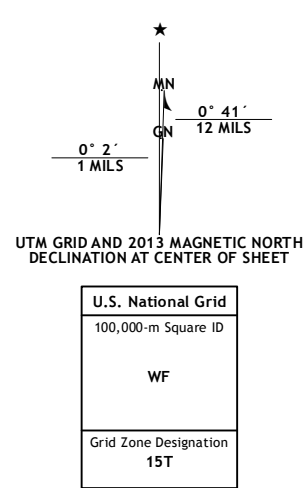 ★
MN
GN
0° 41´
12 MILS
0° 2´
1 MILS
UTM GRID AND 2013 MAGNETIC NORTH
DECLINATION AT CENTER OF SHEET
U.S. National Grid
100,000-m Square ID
WF
Grid Zone Designation
15T